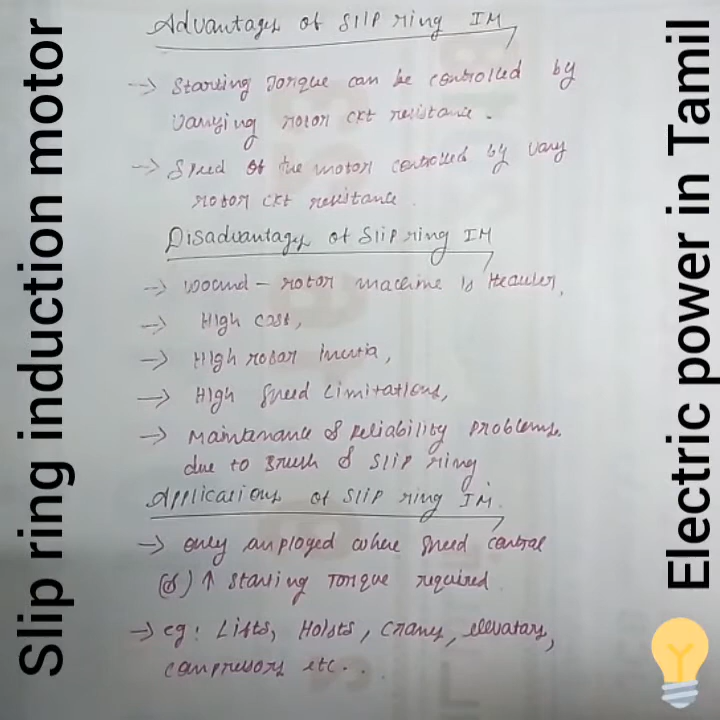 Slip ring induction motor
Advantages of Slip ring IM
→ Starting Torque can be controlled by
Varying rotor ckt resistance.
→ Speed of the motor controlled by vary
rotor ckt resistance.
Disadvantages of Slip ring IM
→ Wound - rotor machine is Heavier,
→ High cost,
→ High rotor inertia,
→ High speed Limitations,
→ Maintenance & Reliability Problems
due to Brush & Slip ring
Applications of Slip ring IM.
→ only employed where speed control
(or) ↑ starting Torque required
→ eg: Lifts, Hoists, cranes, elevators,
compressors etc...
Electric power in Tamil